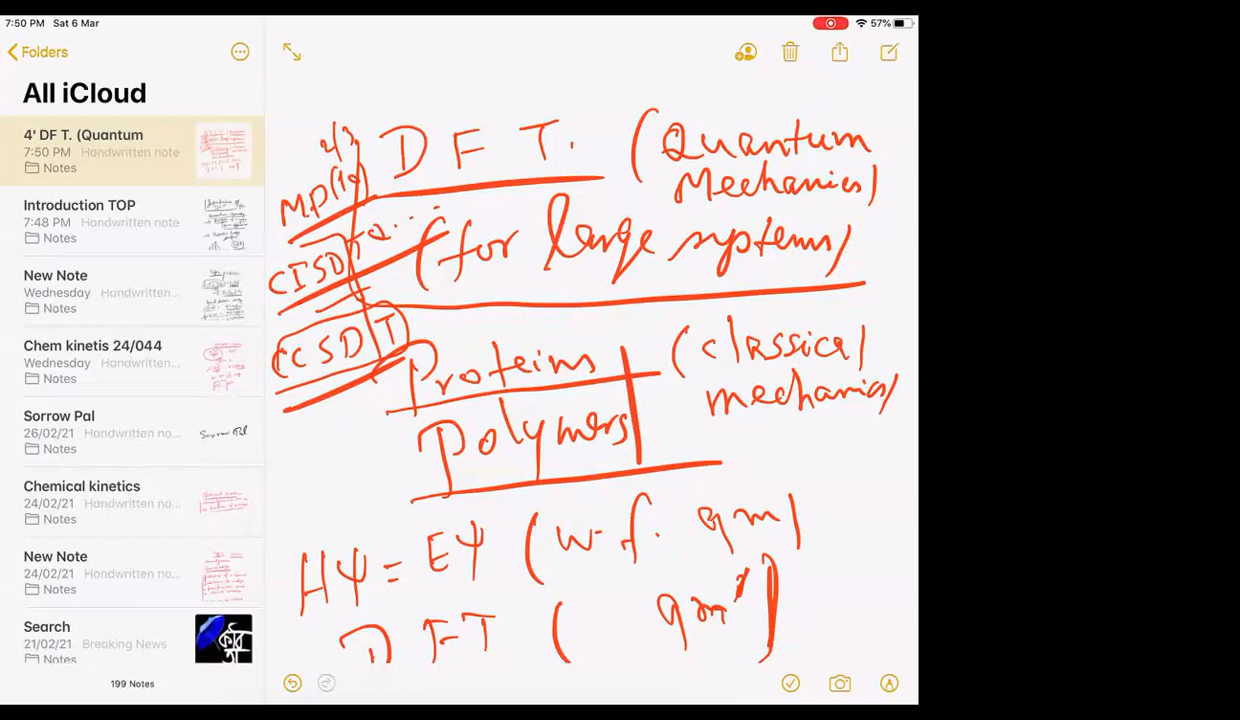 7:50 PM Sat 6 Mar
57%
Folders
All iCloud
4' DF T. (Quantum
7:50 PM Handwritten note
Notes
Introduction TOP
7:48 PM Handwritten note
Notes
New Note
Wednesday Handwritten...
Notes
Chem kinetis 24/044
Wednesday Handwritten...
Notes
Sorrow Pal
26/02/21 Handwritten no...
Notes
Chemical kinetics
24/02/21 Handwritten no...
Notes
New Note
24/02/21 Handwritten no...
Notes
Search
21/02/21 Breaking News
Notes
199 Notes
D F T. (Quantum
Mechanics)
(for large systems)
CISD
CCSD(T)
Proteins (classical
mechanics)
Polymers
HΨ = EΨ (w.f. qm)
DFT ( qm)